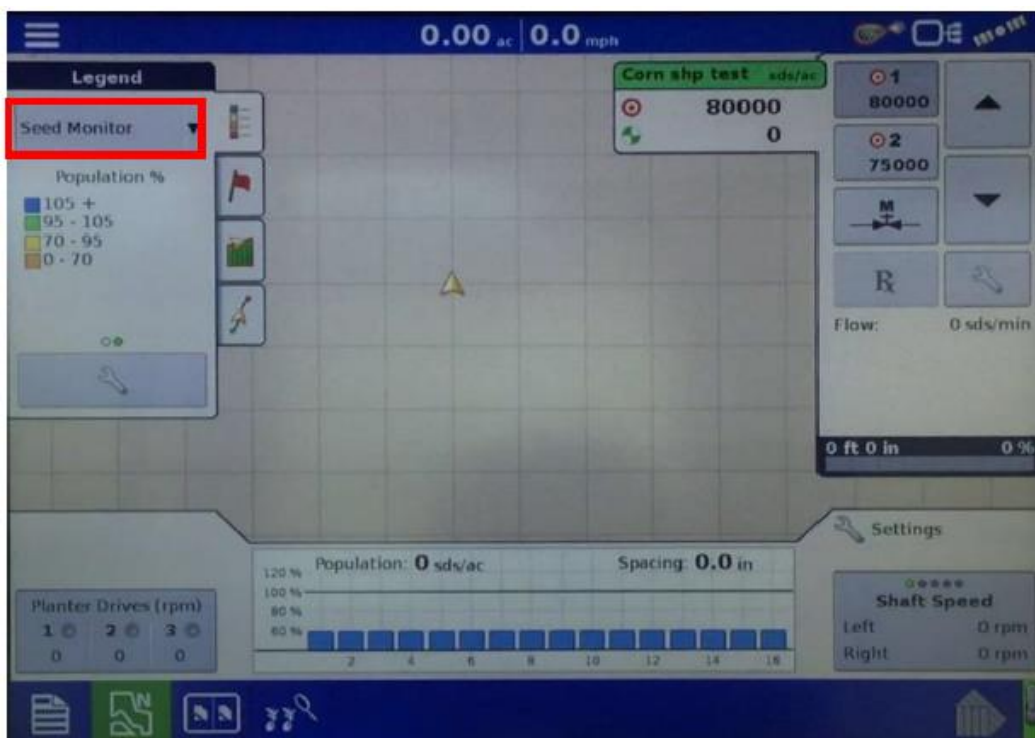 0.00 ac 0.0 mph
Legend
Seed Monitor
Population %
105 +
95 - 105
70 - 95
0 - 70
N
Corn shp test sds/ac
80000
0
1
80000
2
75000
M
R
Flow: 0 sds/min
0 ft 0 in 0 %
Settings
Population: 0 sds/ac Spacing: 0.0 in
120 %
100 %
80 %
60 %
2 4 6 8 10 12 14 16
Planter Drives (rpm)
1 2 3
0 0 0
Shaft Speed
Left 0 rpm
Right 0 rpm